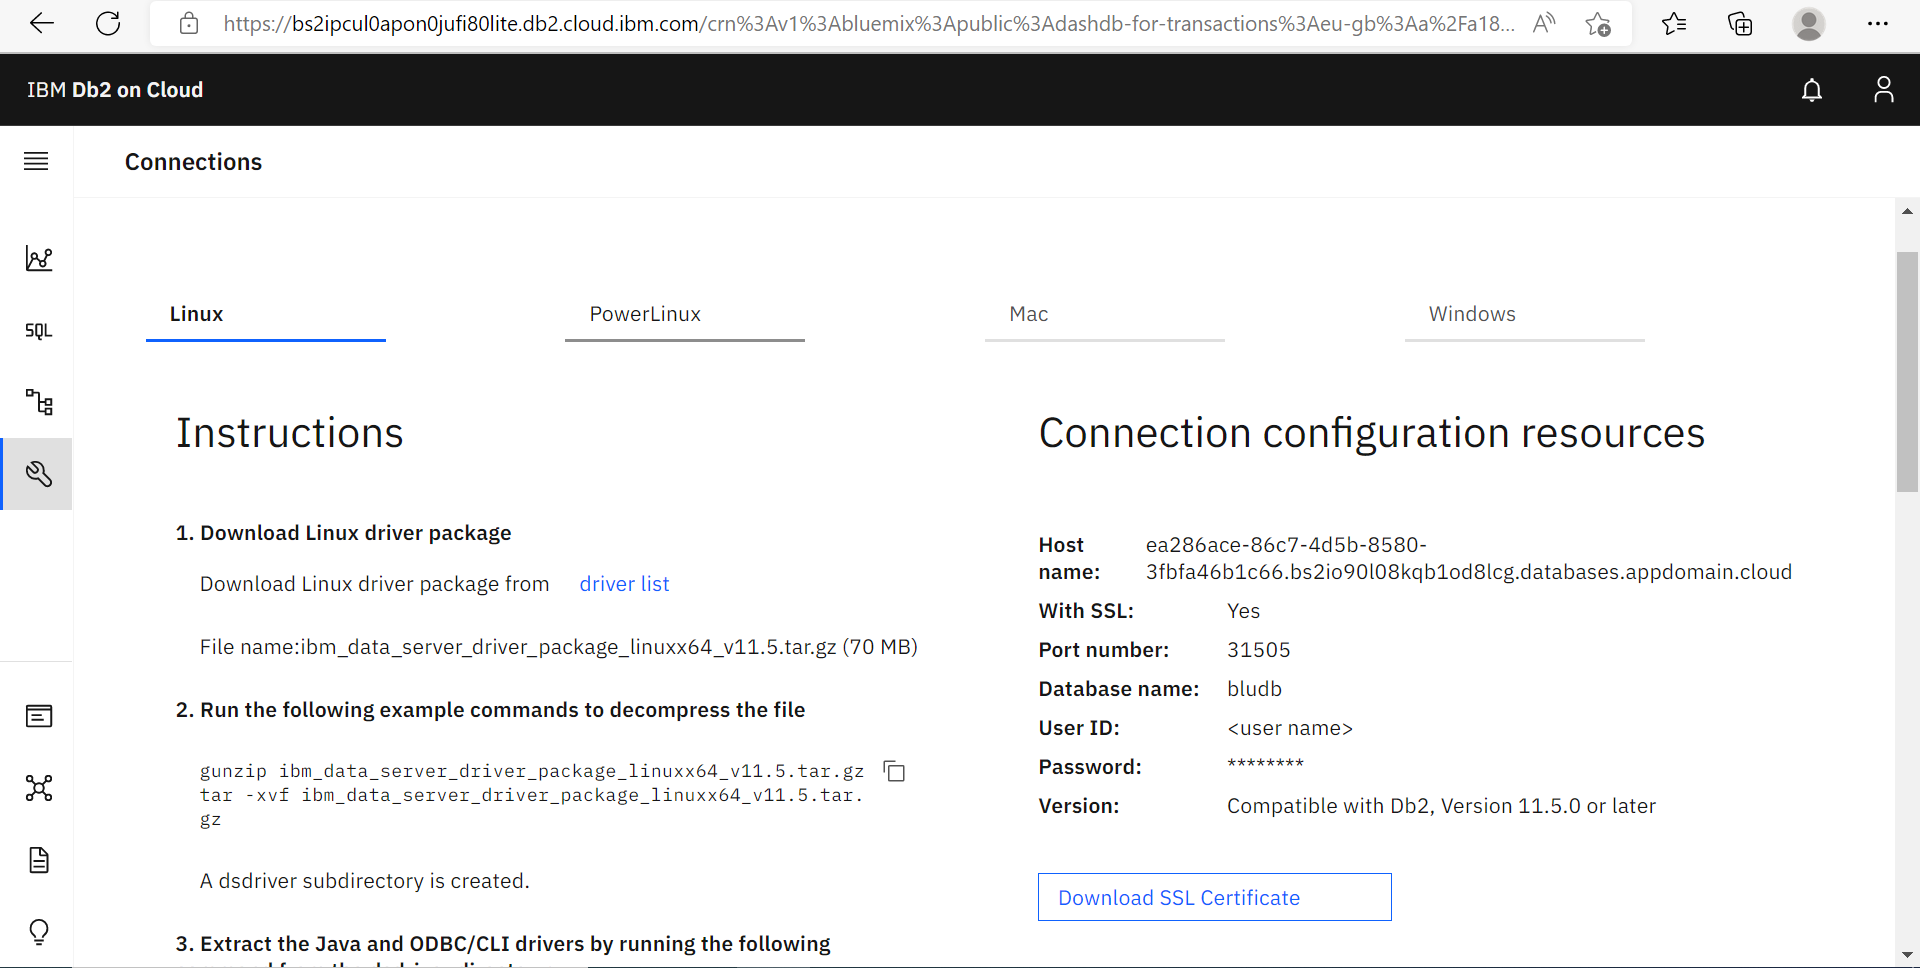 https://bs2ipcul0apon0jufi80lite.db2.cloud.ibm.com/crn%3Av1%3Abluemix%3Apublic%3Adashdb-for-transactions%3Aeu-gb%3Aa%2Fa18...
IBM Db2 on Cloud
Connections
SQL
Linux
PowerLinux
Mac
Windows
Instructions
1. Download Linux driver package
Download Linux driver package from driver list
File name:ibm_data_server_driver_package_linuxx64_v11.5.tar.gz (70 MB)
2. Run the following example commands to decompress the file
gunzip ibm_data_server_driver_package_linuxx64_v11.5.tar.gz
tar -xvf ibm_data_server_driver_package_linuxx64_v11.5.tar.
gz
A dsdriver subdirectory is created.
3. Extract the Java and ODBC/CLI drivers by running the following
Connection configuration resources
Host name: ea286ace-86c7-4d5b-8580-
3fbfa46b1c66.bs2io90l08kqb1od8lcg.databases.appdomain.cloud
With SSL: Yes
Port number: 31505
Database name: bludb
User ID: <user name>
Password: ********
Version: Compatible with Db2, Version 11.5.0 or later
Download SSL Certificate